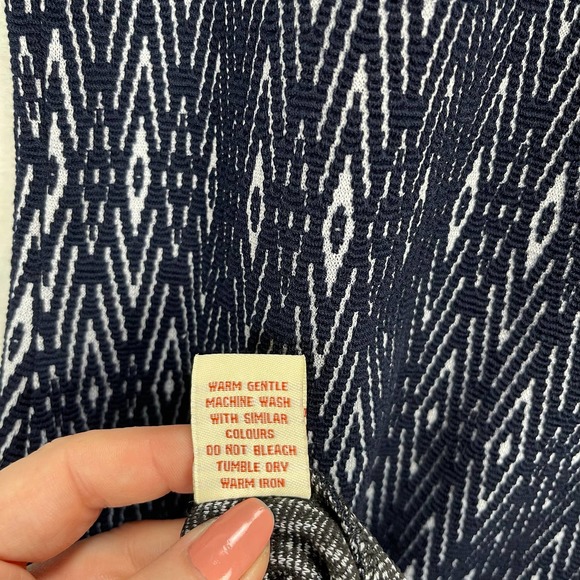 WARM GENTLE
MACHINE WASH
WITH SIMILAR
COLOURS
DO NOT BLEACH
TUMBLE DRY
WARM IRON